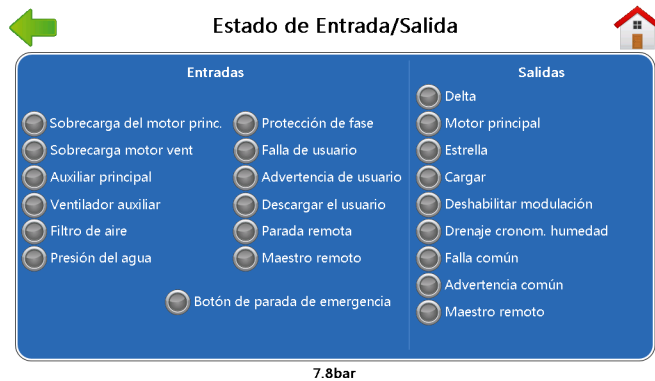 Estado de Entrada/Salida
Entradas
Sobrecarga del motor princ.
Sobrecarga motor vent
Auxiliar principal
Ventilador auxiliar
Filtro de aire
Presión del agua
Protección de fase
Falla de usuario
Advertencia de usuario
Descargar el usuario
Parada remota
Maestro remoto
Botón de parada de emergencia
Salidas
Delta
Motor principal
Estrella
Cargar
Deshabilitar modulación
Drenaje cronom. humedad
Falla común
Advertencia común
Maestro remoto
7.8bar